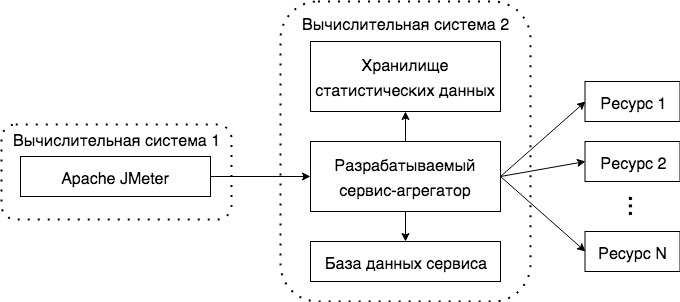 Вычислительная система 2
Хранилище
статистических данных
Ресурс 1
Вычислительная система 1
Apache JMeter
Разрабатываемый
сервис-агрегатор
Ресурс 2
База данных сервиса
Ресурс N